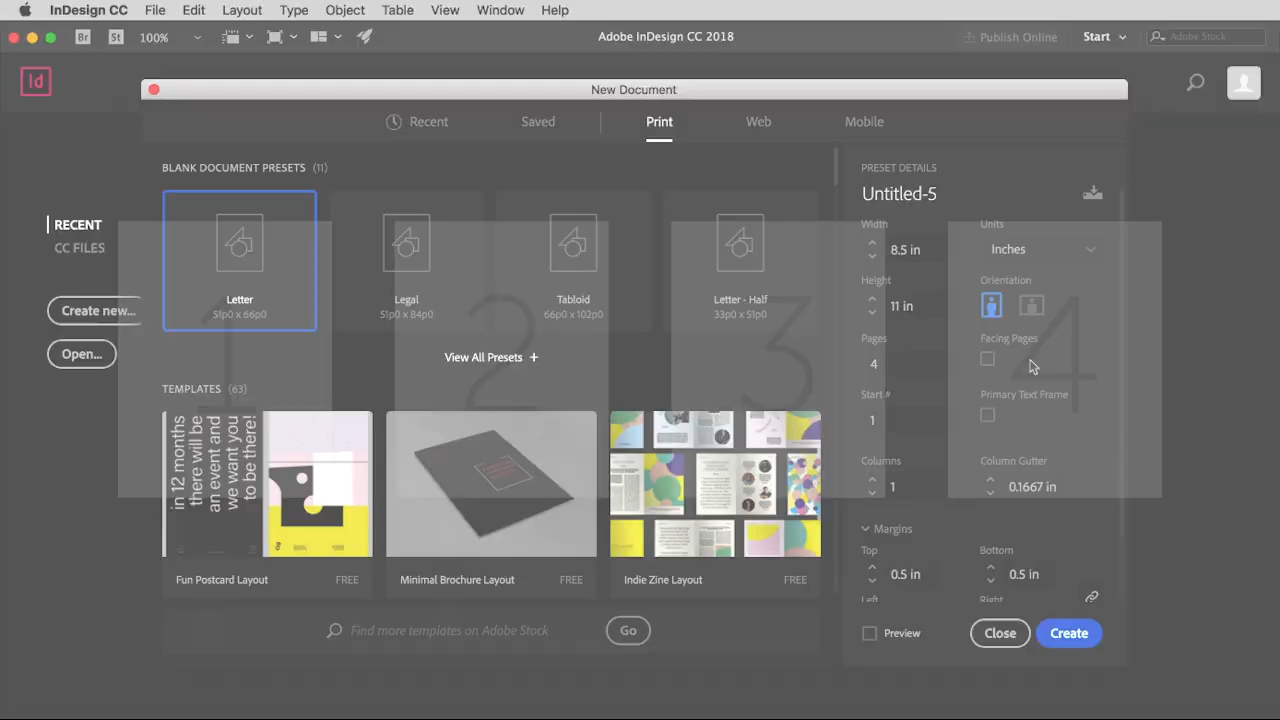 InDesign CC File Edit Layout Type Object Table View Window Help
Br St 100% Adobe InDesign CC 2018 Publish Online Start Adobe Stock
Id
New Document
Recent Saved Print Web Mobile
BLANK DOCUMENT PRESETS (11)
PRESET DETAILS
Untitled-5
RECENT
CC FILES
Create new...
Open...
Letter
51p0 x 66p0
Legal
51p0 x 84p0
Tabloid
66p0 x 102p0
Letter - Half
33p0 x 51p0
View All Presets +
1 2 3 4
TEMPLATES (63)
in 12 months
there will be
an event and
we want you
to be there!
Fun Postcard Layout FREE
Minimal Brochure Layout FREE
Indie Zine Layout FREE
Find more templates on Adobe Stock Go
Width Units
8.5 in Inches
Height Orientation
11 in
Pages Facing Pages
4
Start # Primary Text Frame
1
Columns Column Gutter
1 0.1667 in
Margins
Top Bottom
0.5 in 0.5 in
Left Right
Preview Close Create